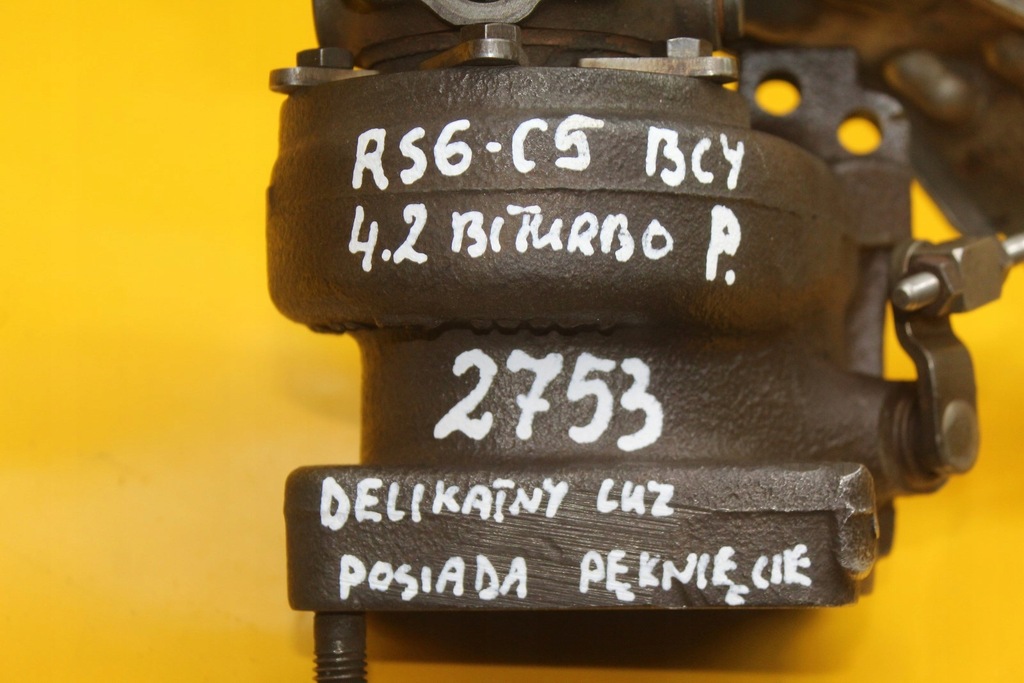 RS6-C5 BCY
4.2 BITURBO P.
2753
DELIKATNY LUZ
POSIADA PĘKNIĘCIE